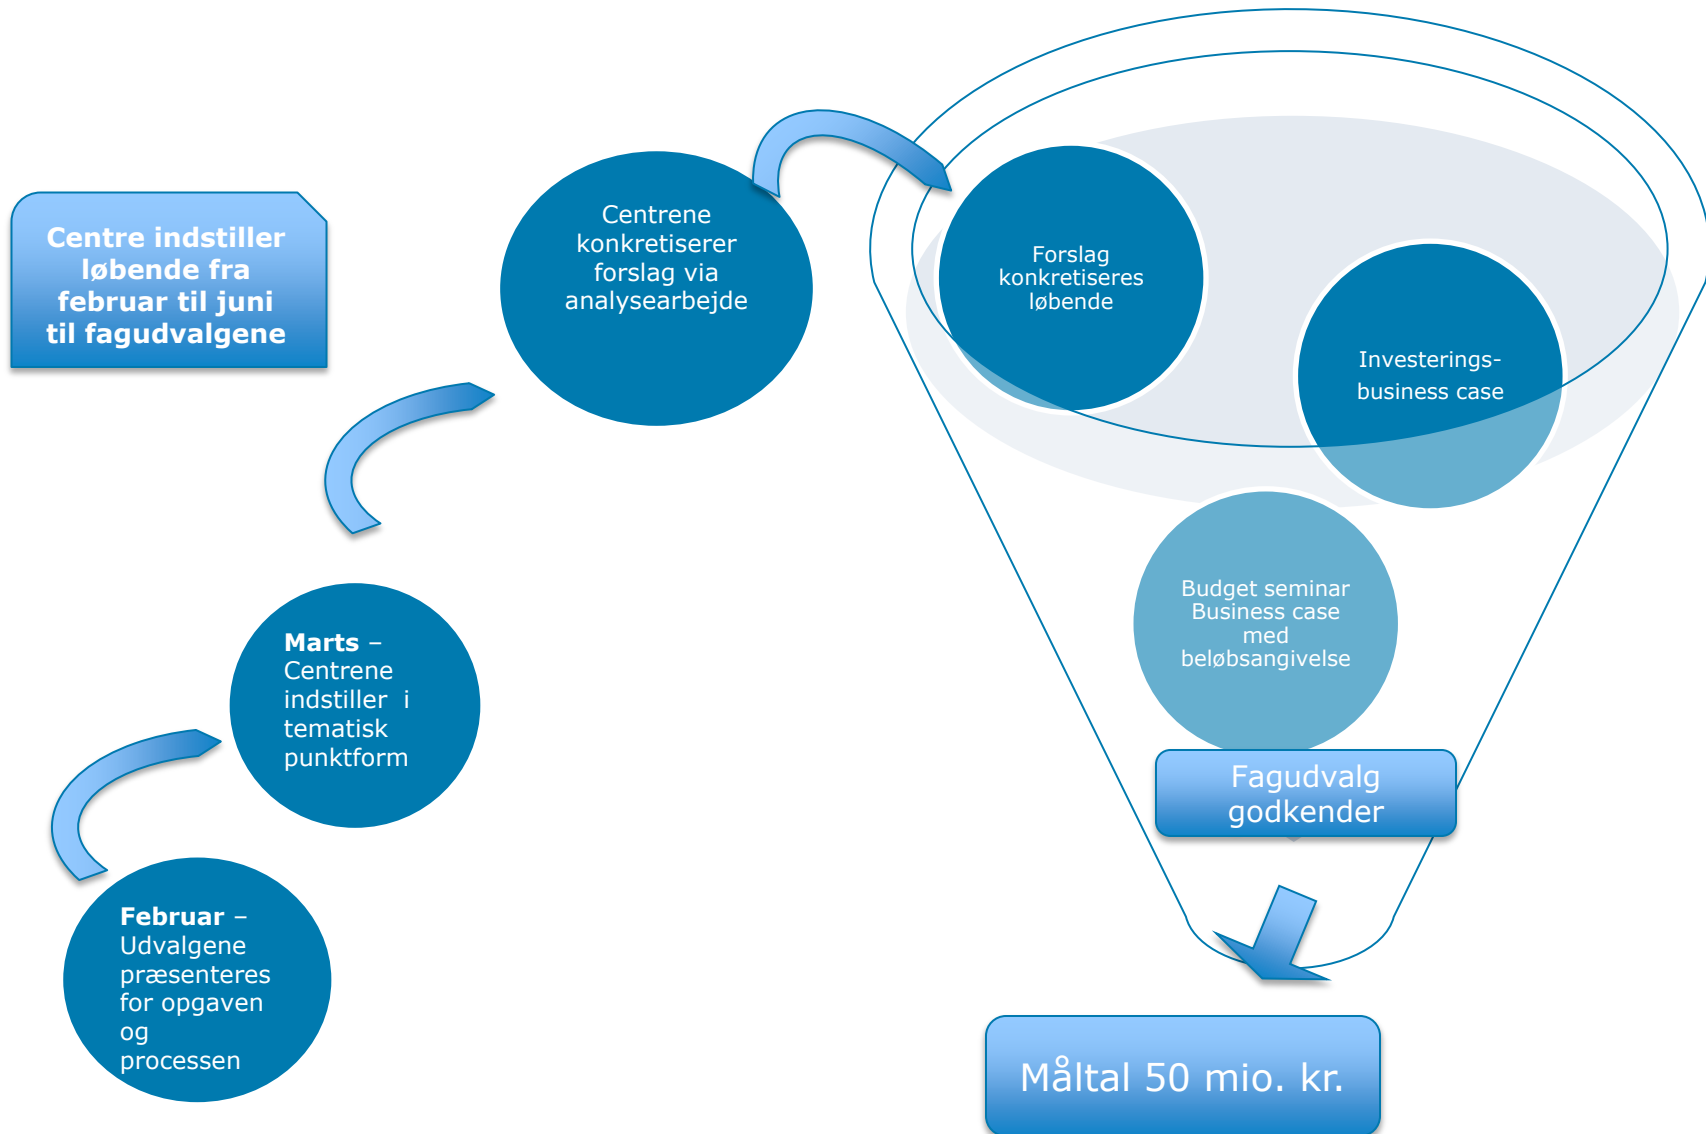 Centre indstiller
løbende fra
februar til juni
til fagudvalgene
Centrene
konkretiserer
forslag via
analysearbejde
Forslag
konkretiseres
løbende
Investerings-
business case
Budget seminar
Business case
med
beløbsangivelse
Marts –
Centrene
indstiller i
tematisk
punktform
Fagudvalg
godkender
Februar –
Udvalgene
præsenteres
for opgaven
og
processen
Måltal 50 mio. kr.